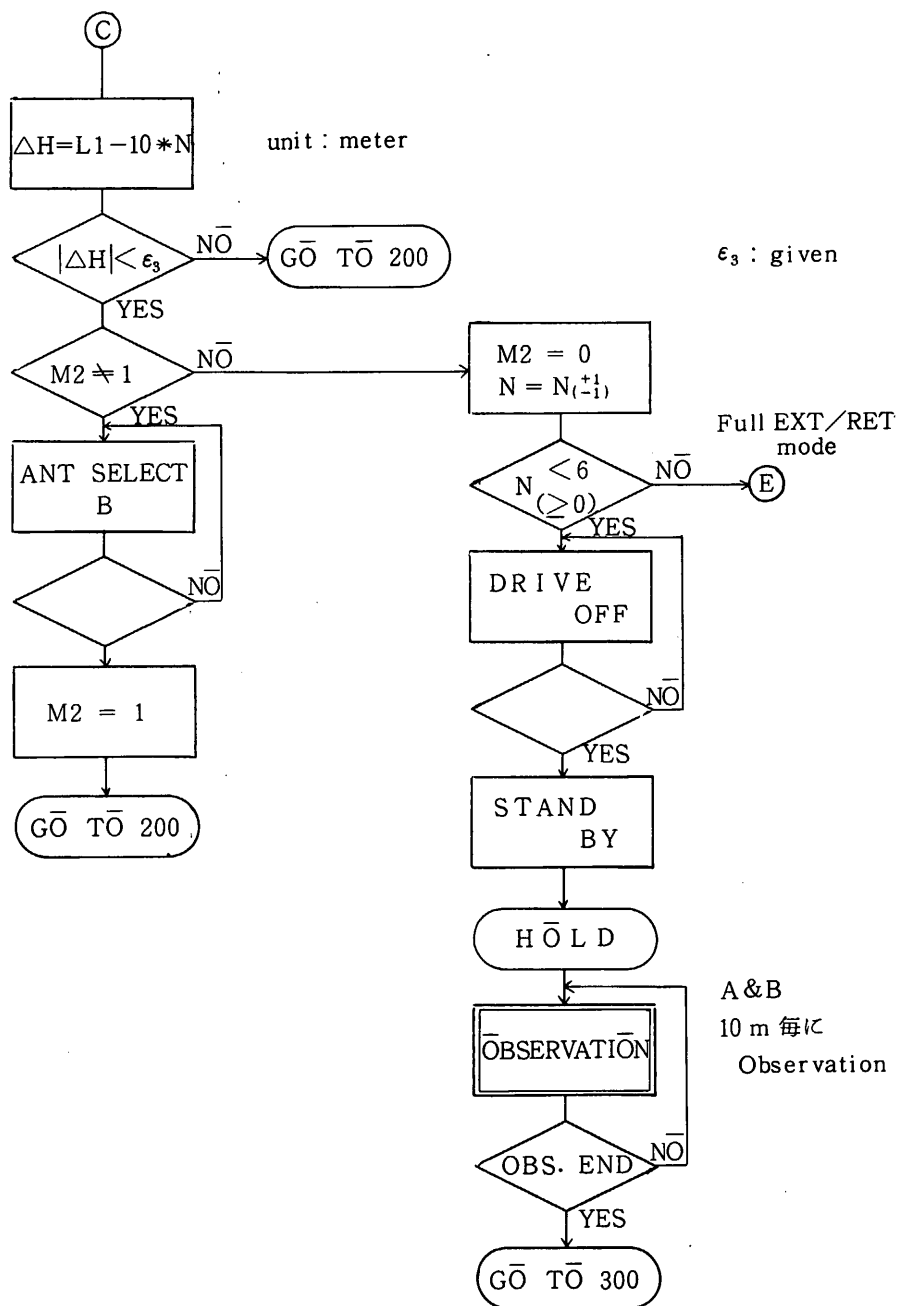 C
△H=L1-10*N
unit : meter
|△H|<ε₃
NŌ
GŌ TŌ 200
ε₃ : given
YES
M2≠1
NŌ
M2 = 0
N = N(+1/-1)
YES
ANT SELECT
B
NŌ
M2 = 1
GŌ TŌ 200
N <6
(≥0)
NŌ
Full EXT/RET
mode
E
YES
DRIVE
OFF
NŌ
YES
STAND
BY
HŌLD
ŌBSERVATIŌN
A&B
10 m 毎に
Observation
OBS. END
NŌ
YES
GŌ TŌ 300